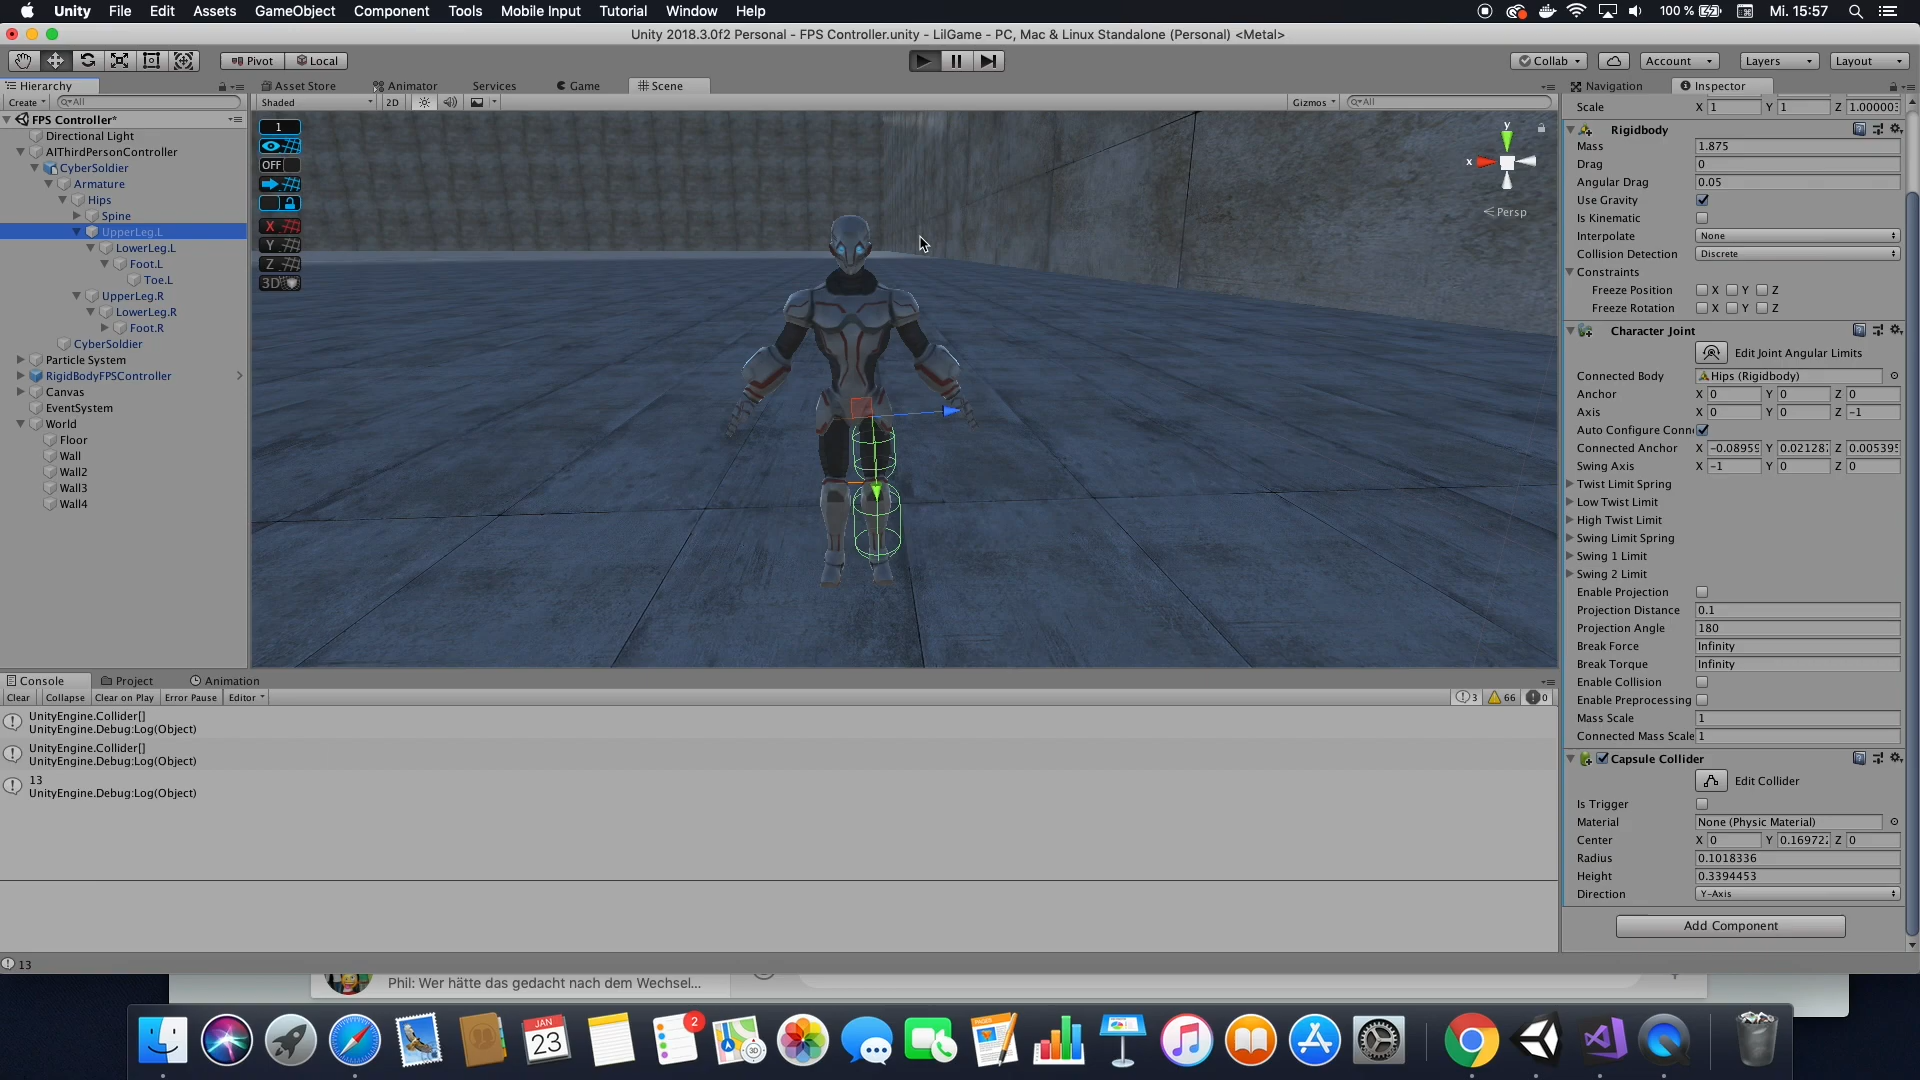 Unity File Edit Assets GameObject Component Tools Mobile Input Tutorial Window Help 100 % Mi. 15:57
Unity 2018.3.0f2 Personal - FPS Controller.unity - LilGame - PC, Mac & Linux Standalone (Personal) <Metal>
Pivot Local Collab Account Layers Layout
Hierarchy
Create All
FPS Controller*
Directional Light
AIThirdPersonController
CyberSoldier
Armature
Hips
Spine
UpperLeg.L
LowerLeg.L
Foot.L
Toe.L
UpperLeg.R
LowerLeg.R
Foot.R
CyberSoldier
Particle System
RigidBodyFPSController
Canvas
EventSystem
World
Floor
Wall
Wall2
Wall3
Wall4
Asset Store Animator Services Game Scene
Shaded 2D Gizmos All
1
OFF
X
Y
Z
3D
y
x
Persp
Navigation Inspector
Scale X 1 Y 1 Z 1.00000
Rigidbody
Mass 1.875
Drag 0
Angular Drag 0.05
Use Gravity
Is Kinematic
Interpolate None
Collision Detection Discrete
Constraints
Freeze Position X Y Z
Freeze Rotation X Y Z
Character Joint
Edit Joint Angular Limits
Connected Body Hips (Rigidbody)
Anchor X 0 Y 0 Z 0
Axis X 0 Y 0 Z -1
Auto Configure Conn
Connected Anchor X -0.0895 Y 0.02128 Z 0.00539
Swing Axis X -1 Y 0 Z 0
Twist Limit Spring
Low Twist Limit
High Twist Limit
Swing Limit Spring
Swing 1 Limit
Swing 2 Limit
Enable Projection
Projection Distance 0.1
Projection Angle 180
Break Force Infinity
Break Torque Infinity
Enable Collision
Enable Preprocessing
Mass Scale 1
Connected Mass Scale 1
Capsule Collider
Edit Collider
Is Trigger
Material None (Physic Material)
Center X 0 Y 0.16972 Z 0
Radius 0.1018336
Height 0.3394453
Direction Y-Axis
Add Component
Console Project Animation
Clear Collapse Clear on Play Error Pause Editor 3 66 0
UnityEngine.Collider[]
UnityEngine.Debug:Log(Object)
UnityEngine.Collider[]
UnityEngine.Debug:Log(Object)
13
UnityEngine.Debug:Log(Object)
13
Phil: Wer hätte das gedacht nach dem Wechsel...
JAN
23
2
3D